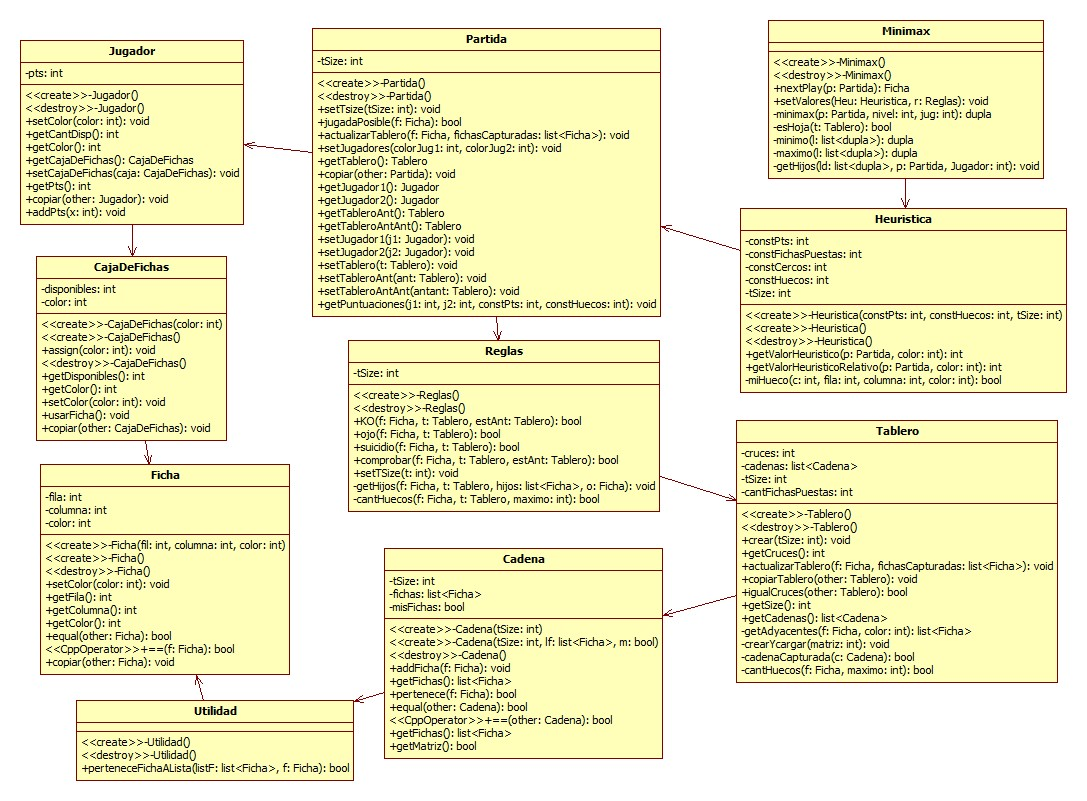 Jugador
-pts: int
<<create>>-Jugador()
<<destroy>>-Jugador()
+setColor(color: int): void
+getCantDisp(): int
+getColor(): int
+getCajaDeFichas(): CajaDeFichas
+setCajaDeFichas(caja: CajaDeFichas): void
+getPts(): int
+copiar(other: Jugador): void
+addPts(x: int): void
Partida
-tSize: int
<<create>>-Partida()
<<destroy>>-Partida()
+setTsize(tSize: int): void
+jugadaPosible(f: Ficha): bool
+actualizarTablero(f: Ficha, fichasCapturadas: list<Ficha>): void
+setJugadores(colorJug1: int, colorJug2: int): void
+getTablero(): Tablero
+copiar(other: Partida): void
+getJugador1(): Jugador
+getJugador2(): Jugador
+getTableroAnt(): Tablero
+getTableroAntAnt(): Tablero
+setJugador1(j1: Jugador): void
+setJugador2(j2: Jugador): void
+setTablero(t: Tablero): void
+setTableroAnt(ant: Tablero): void
+setTableroAntAnt(antant: Tablero): void
+getPuntuaciones(j1: int, j2: int, constPts: int, constHuecos: int): void
Minimax
<<create>>-Minimax()
<<destroy>>-Minimax()
+nextPlay(p: Partida): Ficha
+setValores(Heu: Heuristica, r: Reglas): void
-minimax(p: Partida, nivel: int, jug: int): dupla
-esHoja(t: Tablero): bool
-minimo(l: list<dupla>): dupla
-maximo(l: list<dupla>): dupla
-getHijos(ld: list<dupla>, p: Partida, Jugador: int): void
Heuristica
-constPts: int
-constFichasPuestas: int
-constCercos: int
-constHuecos: int
-tSize: int
<<create>>-Heuristica(constPts: int, constHuecos: int, tSize: int)
<<create>>-Heuristica()
<<destroy>>-Heuristica()
+getValorHeuristico(p: Partida, color: int): int
+getValorHeuristicoRelativo(p: Partida, color: int): int
-miHueco(c: int, fila: int, columna: int, color: int): bool
CajaDeFichas
-disponibles: int
-color: int
<<create>>-CajaDeFichas(color: int)
<<create>>-CajaDeFichas()
+assign(color: int): void
<<destroy>>-CajaDeFichas()
+getDisponibles(): int
+getColor(): int
+setColor(color: int): void
+usarFicha(): void
+copiar(other: CajaDeFichas): void
Reglas
-tSize: int
<<create>>-Reglas()
<<destroy>>-Reglas()
+KO(f: Ficha, t: Tablero, estAnt: Tablero): bool
+ojo(f: Ficha, t: Tablero): bool
+suicidio(f: Ficha, t: Tablero): bool
+comprobar(f: Ficha, t: Tablero, estAnt: Tablero): bool
+setTSize(t: int): void
-getHijos(f: Ficha, t: Tablero, hijos: list<Ficha>, o: Ficha): void
-cantHuecos(f: Ficha, t: Tablero, maximo: int): bool
Tablero
-cruces: int
-cadenas: list<Cadena>
-tSize: int
-cantFichasPuestas: int
<<create>>-Tablero()
<<destroy>>-Tablero()
+crear(tSize: int): void
+getCruces(): int
+actualizarTablero(f: Ficha, fichasCapturadas: list<Ficha>): void
+copiarTablero(other: Tablero): void
+igualCruces(other: Tablero): bool
+getSize(): int
+getCadenas(): list<Cadena>
-getAdyacentes(f: Ficha, color: int): list<Ficha>
-crearYcargar(matriz: int): void
-cadenaCapturada(c: Cadena): bool
-cantHuecos(f: Ficha, maximo: int): bool
Ficha
-fila: int
-columna: int
-color: int
<<create>>-Ficha(fil: int, columna: int, color: int)
<<create>>-Ficha()
<<destroy>>-Ficha()
+setColor(color: int): void
+getFila(): int
+getColumna(): int
+getColor(): int
+equal(other: Ficha): bool
<<CppOperator>>+==(f: Ficha): bool
+copiar(other: Ficha): void
Cadena
-tSize: int
-fichas: list<Ficha>
-misFichas: bool
<<create>>-Cadena(tSize: int)
<<create>>-Cadena(tSize: int, lf: list<Ficha>, m: bool)
<<destroy>>-Cadena()
+addFicha(f: Ficha): void
+getFichas(): list<Ficha>
+pertenece(f: Ficha): bool
+equal(other: Cadena): bool
<<CppOperator>>+==(other: Cadena): bool
+getFichas(): list<Ficha>
+getMatriz(): bool
Utilidad
<<create>>-Utilidad()
<<destroy>>-Utilidad()
+perteneceFichaALista(listF: list<Ficha>, f: Ficha): bool